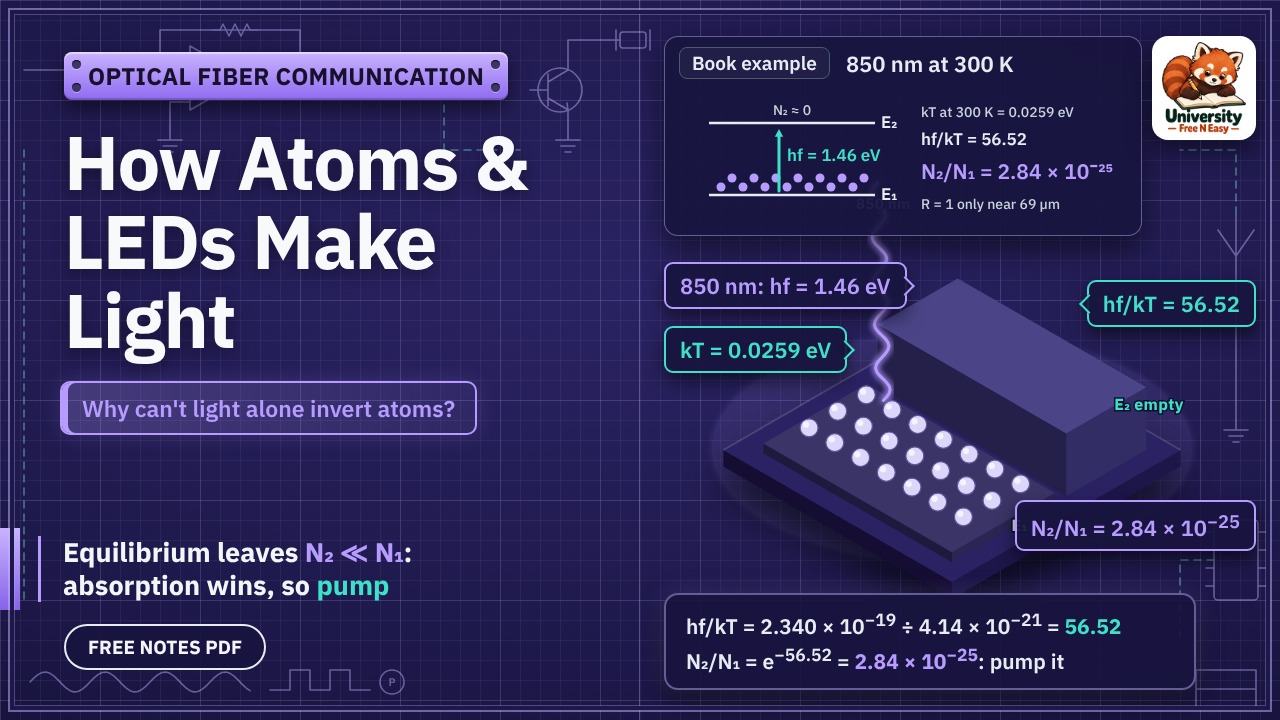 OPTICAL FIBER COMMUNICATION
How Atoms &
LEDs Make
Light
Why can't light alone invert atoms?
Equilibrium leaves N₂ ≪ N₁:
absorption wins, so pump
FREE NOTES PDF
P
Book example
850 nm at 300 K
N₂ ≈ 0
E₂
hf = 1.46 eV
E₁
850 nm
kT at 300 K = 0.0259 eV
hf/kT = 56.52
N₂/N₁ = 2.84 × 10⁻²⁵
R = 1 only near 69 µm
University
Free N Easy
850 nm: hf = 1.46 eV
kT = 0.0259 eV
hf/kT = 56.52
E₂ empty
N₂/N₁ = 2.84 × 10⁻²⁵
hf/kT = 2.340 × 10⁻¹⁹ ÷ 4.14 × 10⁻²¹ = 56.52
N₂/N₁ = e⁻⁵⁶·⁵² = 2.84 × 10⁻²⁵: pump it